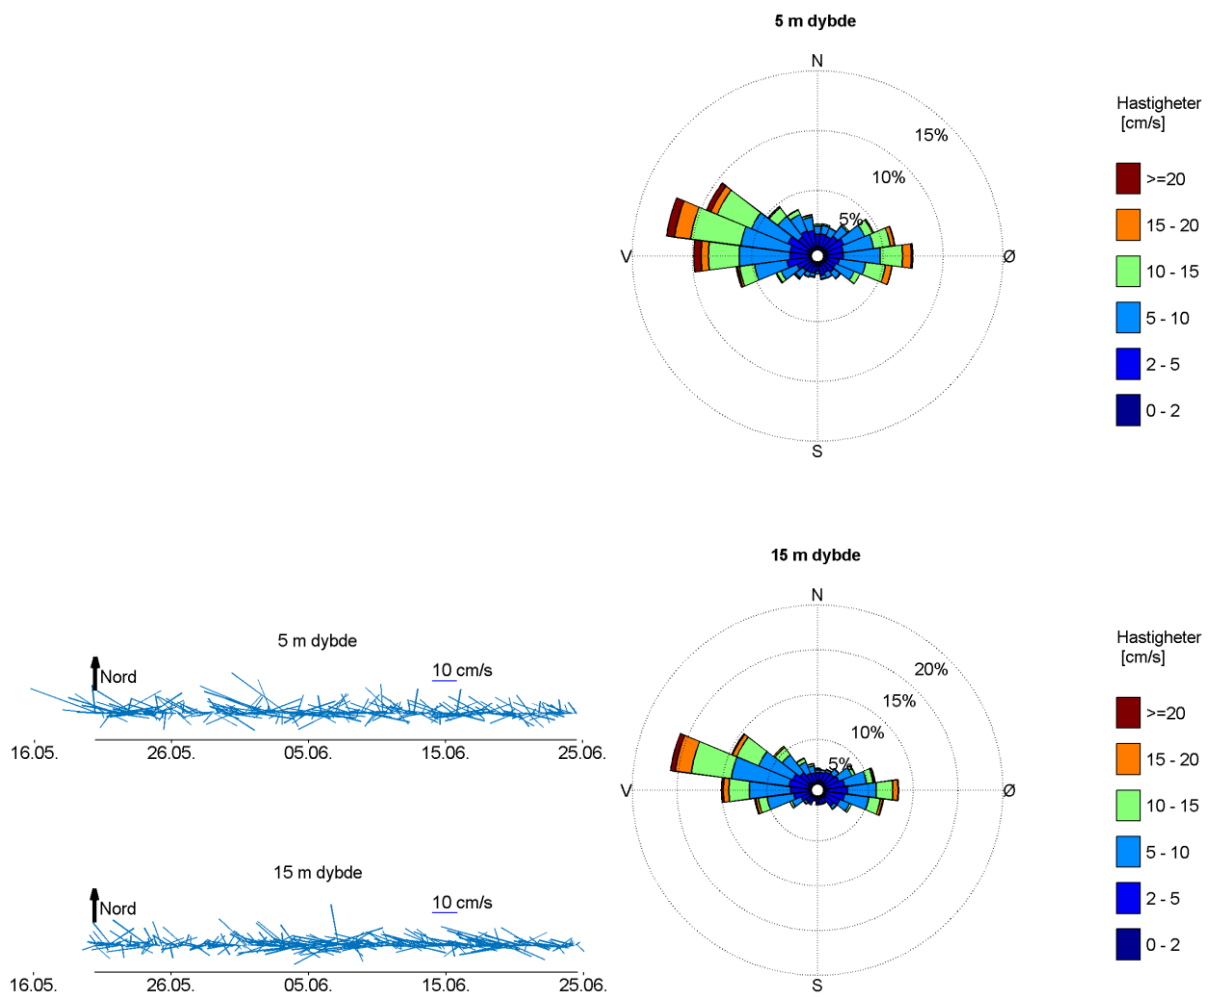 5 m dybde
N
15%
10%
5%
V
Ø
S
Hastigheter
[cm/s]
>=20
15 - 20
10 - 15
5 - 10
2 - 5
0 - 2
5 m dybde
Nord
10 cm/s
16.05.
26.05.
05.06.
15.06.
25.06.
15 m dybde
N
20%
15%
10%
5%
V
Ø
S
Hastigheter
[cm/s]
>=20
15 - 20
10 - 15
5 - 10
2 - 5
0 - 2
15 m dybde
Nord
10 cm/s
16.05.
26.05.
05.06.
15.06.
25.06.